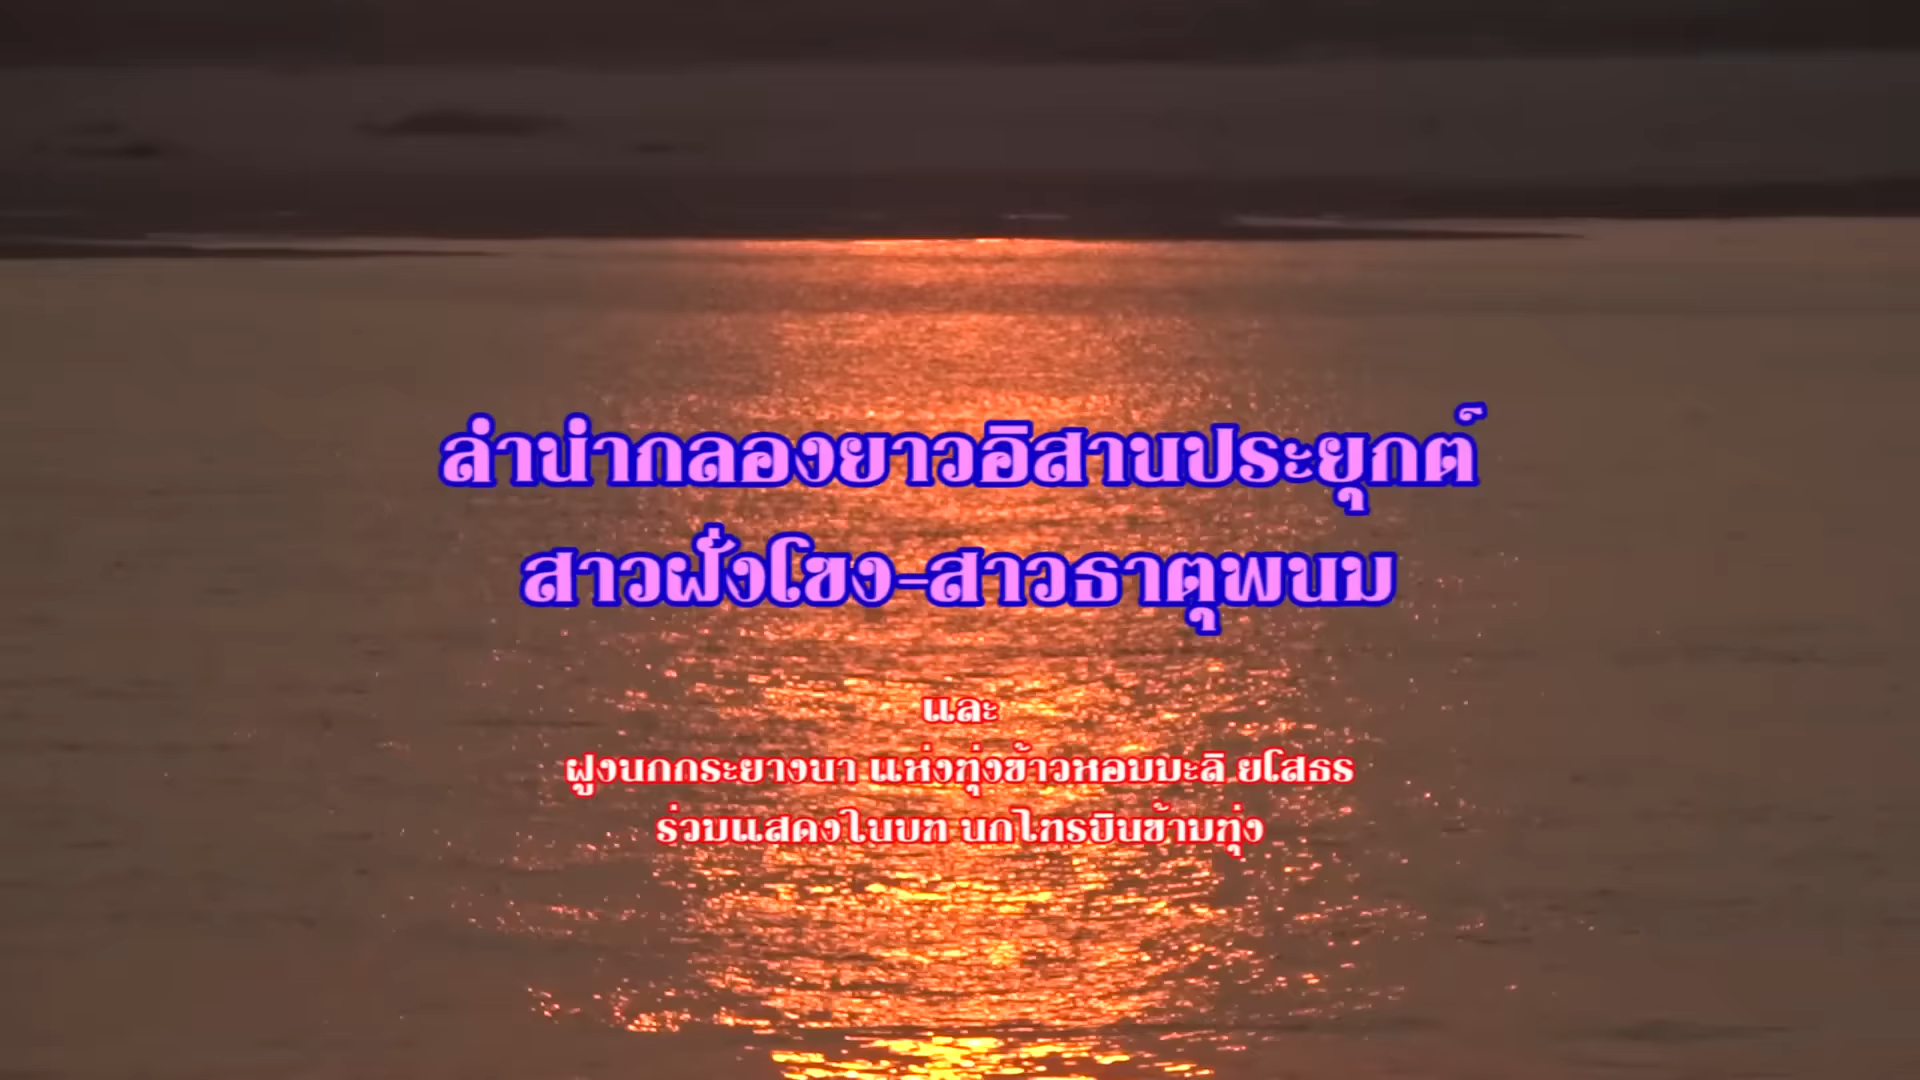 ลำนำกลองยาวอิสานประยุกต์
สาวฝั่งโขง-สาวธาตุพนม
และ
ฝูงนกกระยางนา แห่งทุ่งข้าวหอมมะลิ ยโสธร
ร่วมแสดงในบท นกไทรบินข้ามทุ่ง